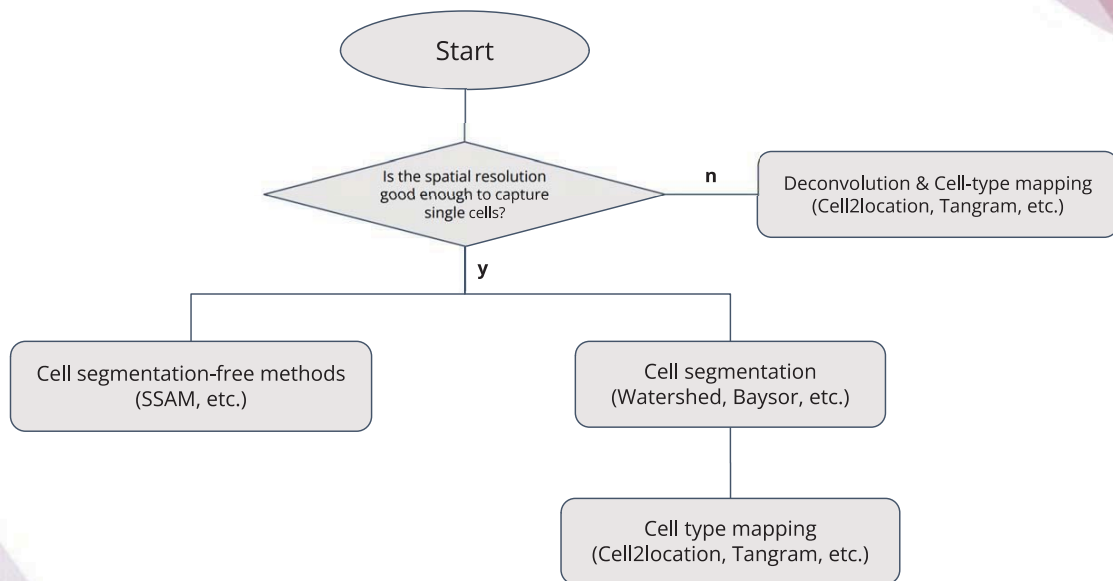 Start
Is the spatial resolution
good enough to capture
single cells?
n
Deconvolution & Cell-type mapping
(Cell2location, Tangram, etc.)
y
Cell segmentation-free methods
(SSAM, etc.)
Cell segmentation
(Watershed, Baysor, etc.)
Cell type mapping
(Cell2location, Tangram, etc.)